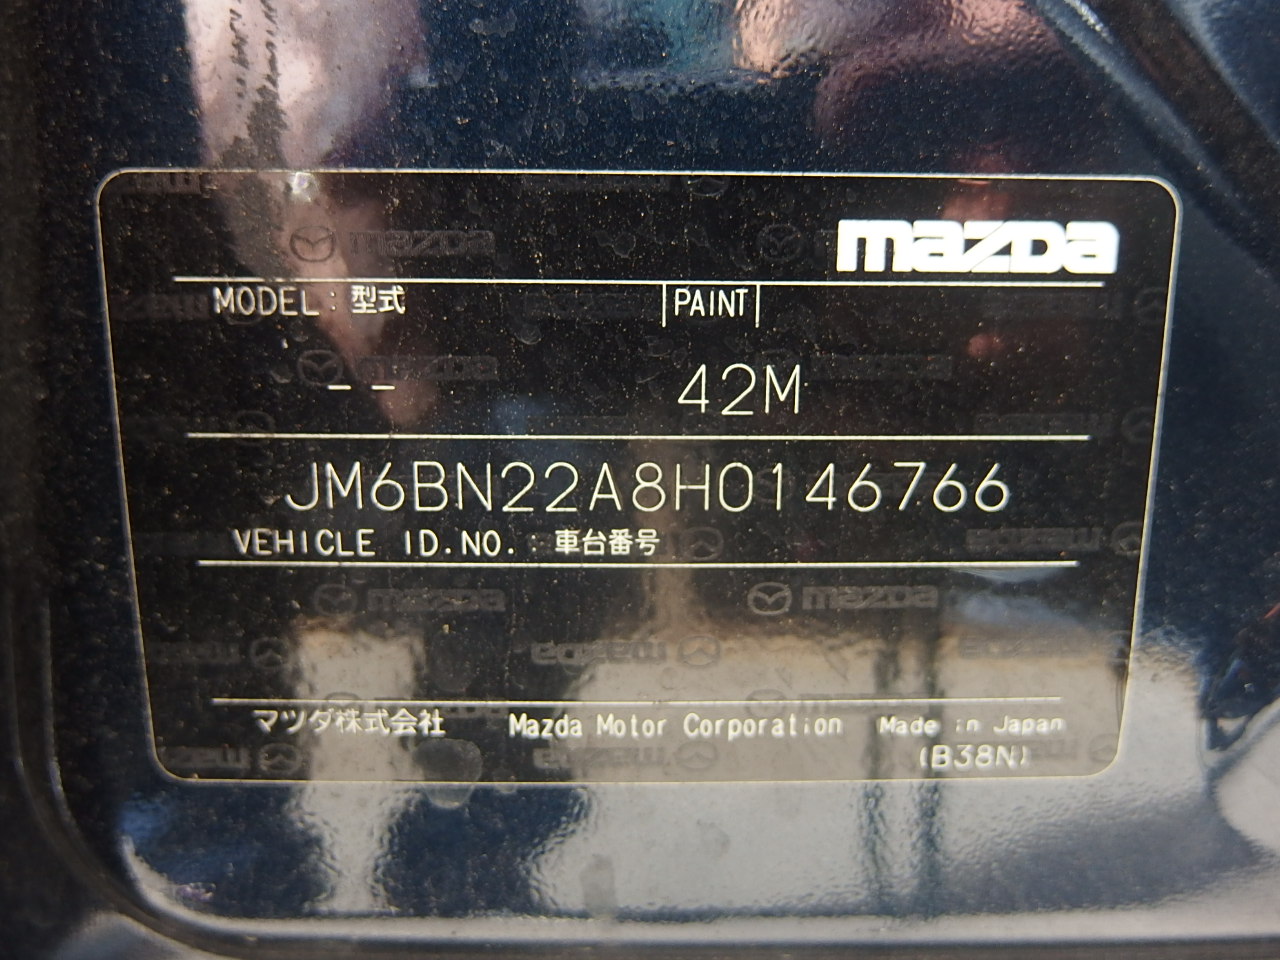 mazda
MODEL : 型式 PAINT
-- 42M
JM6BN22A8H0146766
VEHICLE ID.NO. : 車台番号
マツダ株式会社 Mazda Motor Corporation Made in Japan
(B38N)